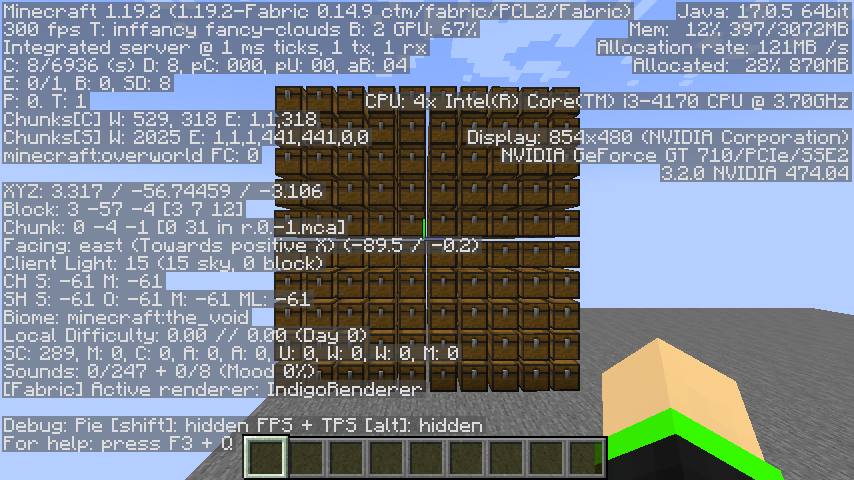 Minecraft 1.19.2 (1.19.2-Fabric 0.14.9 ctm/fabric/PCL2/Fabric)
300 fps T: inffancy fancy-clouds B: 2 GPU: 67%
Integrated server @ 1 ms ticks, 1 tx, 1 rx
C: 8/6936 (s) D: 8, pC: 000, pU: 00, aB: 04
E: 0/1, B: 0, SD: 8
P: 0. T: 1
Chunks[C] W: 529, 318 E: 1,1,318
Chunks[S] W: 2025 E: 1,1,1,441,441,0,0
minecraft:overworld FC: 0
XYZ: 3.317 / -56.74459 / -3.106
Block: 3 -57 -4 [3 7 12]
Chunk: 0 -4 -1 [0 31 in r.0.-1.mca]
Facing: east (Towards positive X) (-89.5 / -0.2)
Client Light: 15 (15 sky, 0 block)
CH S: -61 M: -61
SH S: -61 O: -61 M: -61 ML: -61
Biome: minecraft:the_void
Local Difficulty: 0.00 // 0.00 (Day 0)
SC: 289, M: 0, C: 0, A: 0, A: 0, U: 0, W: 0, W: 0, M: 0
Sounds: 0/247 + 0/8 (Mood 0%)
[Fabric] Active renderer: IndigoRenderer
Debug: Pie [shift]: hidden FPS + TPS [alt]: hidden
For help: press F3 + Q
Java: 17.0.5 64bit
Mem: 12% 397/3072MB
Allocation rate: 121MB /s
Allocated: 28% 870MB
CPU: 4x Intel(R) Core(TM) i3-4170 CPU @ 3.70GHz
Display: 854x480 (NVIDIA Corporation)
NVIDIA GeForce GT 710/PCIe/SSE2
3.2.0 NVIDIA 474.04